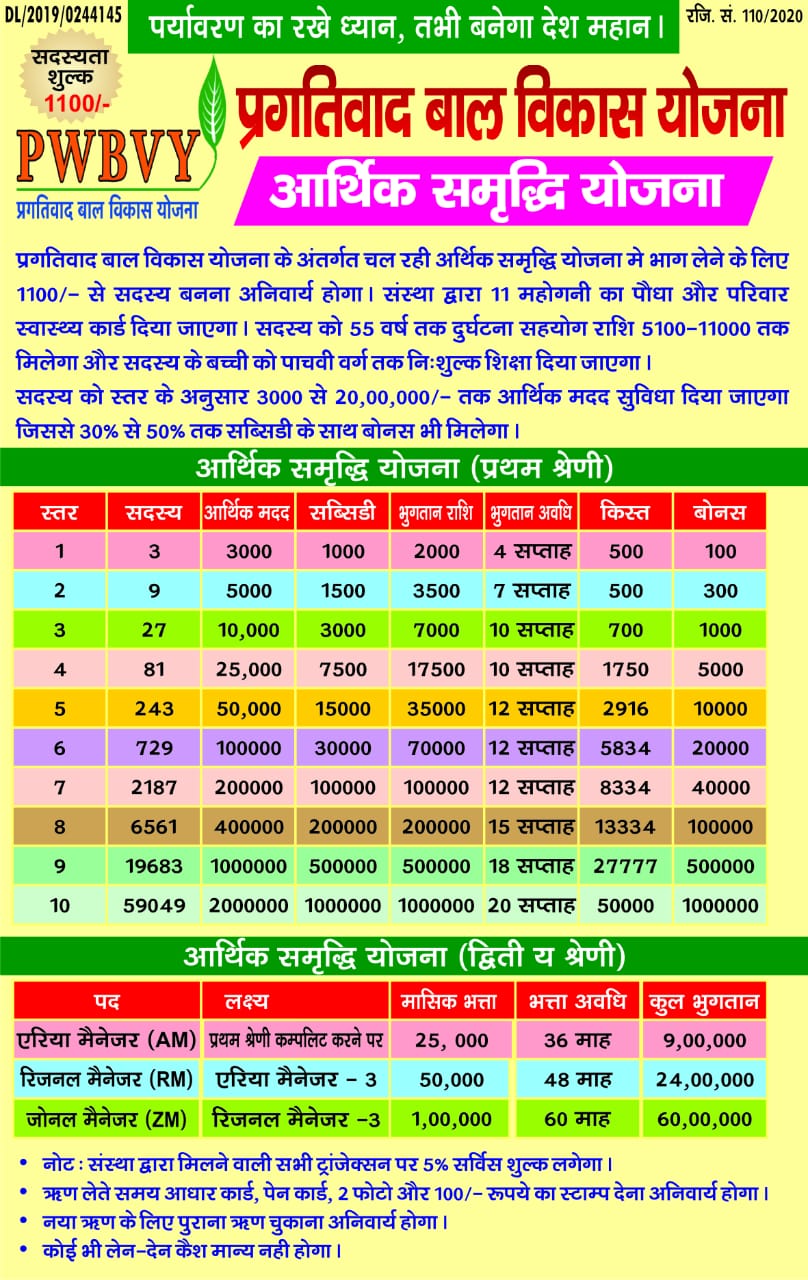 DL/2019/0244145
पर्यावरण का रखे ध्यान, तभी बनेगा देश महान।
रजि. सं. 110/2020
सदस्यता
शुल्क
1100/-
PWBVY
प्रगतिवाद बाल विकास योजना
प्रगतिवाद बाल विकास योजना
आर्थिक समृद्धि योजना
प्रगतिवाद बाल विकास योजना के अंतर्गत चल रही अर्थिक समृद्धि योजना मे भाग लेने के लिए
1100/- से सदस्य बनना अनिवार्य होगा। संस्था द्वारा 11 महोगनी का पौधा और परिवार
स्वास्थ्य कार्ड दिया जाएगा। सदस्य को 55 वर्ष तक दुर्घटना सहयोग राशि 5100-11000 तक
मिलेगा और सदस्य के बच्ची को पाचवी वर्ग तक निःशुल्क शिक्षा दिया जाएगा।
सदस्य को स्तर के अनुसार 3000 से 20,00,000/- तक आर्थिक मदद सुविधा दिया जाएगा
जिससे 30% से 50% तक सब्सिडी के साथ बोनस भी मिलेगा।
आर्थिक समृद्धि योजना (प्रथम श्रेणी)
स्तर सदस्य आर्थिक मदद सब्सिडी भुगतान राशि भुगतान अवधि किस्त बोनस
1 3 3000 1000 2000 4 सप्ताह 500 100
2 9 5000 1500 3500 7 सप्ताह 500 300
3 27 10,000 3000 7000 10 सप्ताह 700 1000
4 81 25,000 7500 17500 10 सप्ताह 1750 5000
5 243 50,000 15000 35000 12 सप्ताह 2916 10000
6 729 100000 30000 70000 12 सप्ताह 5834 20000
7 2187 200000 100000 100000 12 सप्ताह 8334 40000
8 6561 400000 200000 200000 15 सप्ताह 13334 100000
9 19683 1000000 500000 500000 18 सप्ताह 27777 500000
10 59049 2000000 1000000 1000000 20 सप्ताह 50000 1000000
आर्थिक समृद्धि योजना (द्विती य श्रेणी)
पद लक्ष्य मासिक भत्ता भत्ता अवधि कुल भुगतान
एरिया मैनेजर (AM) प्रथम श्रेणी कम्पलिट करने पर 25, 000 36 माह 9,00,000
रिजनल मैनेजर (RM) एरिया मैनेजर - 3 50,000 48 माह 24,00,000
जोनल मैनेजर (ZM) रिजनल मैनेजर -3 1,00,000 60 माह 60,00,000
• नोट : संस्था द्वारा मिलने वाली सभी ट्रांजेक्सन पर 5% सर्विस शुल्क लगेगा।
• ऋण लेते समय आधार कार्ड, पेन कार्ड, 2 फोटो और 100/- रूपये का स्टाम्प देना अनिवार्य होगा।
• नया ऋण के लिए पुराना ऋण चुकाना अनिवार्य होगा।
• कोई भी लेन-देन कैश मान्य नही होगा।